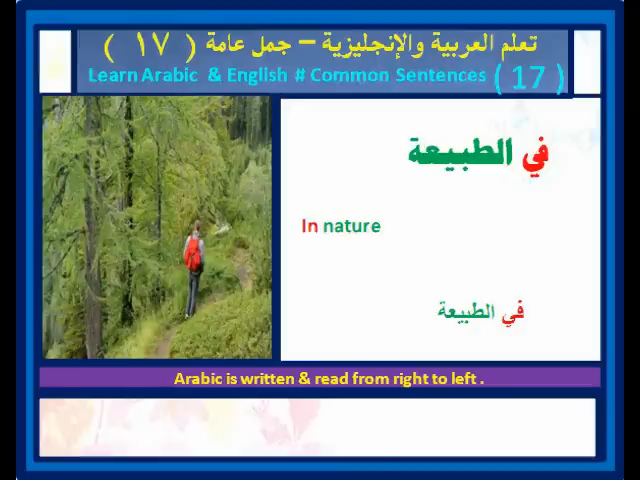 تعلم العربية والإنجليزية – جمل عامة ( ١٧ )
Learn Arabic & English # Common Sentences ( 17 )
في الطبيعة
In nature
في الطبيعة
Arabic is written & read from right to left .